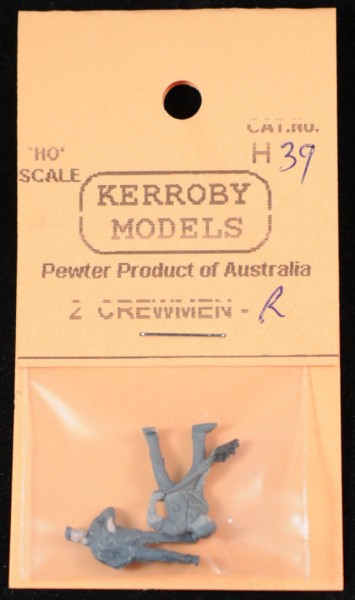 CAT.NO.
"HO" H 39
SCALE
KERROBY
MODELS
Pewter Product of Australia
2 CREWMEN - R